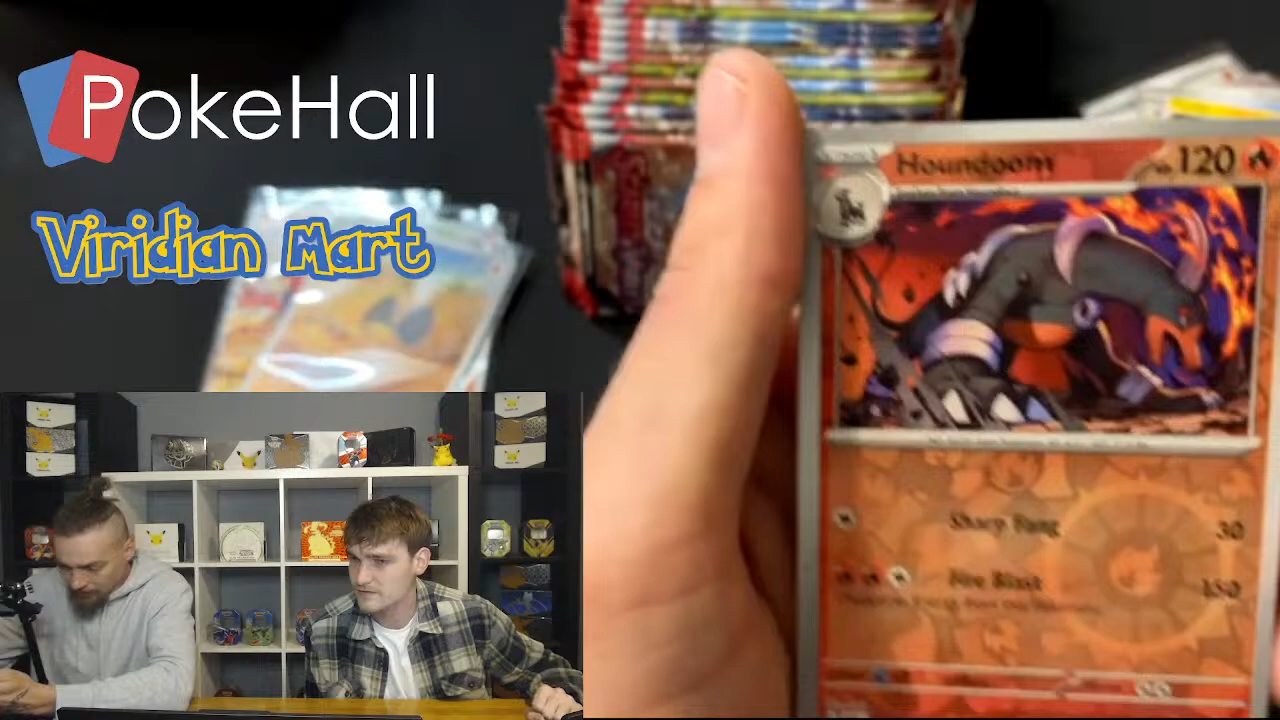 PokeHall
Viridian Mart
Houndoom
120
Sharp Fang
30
Fire Blast
150